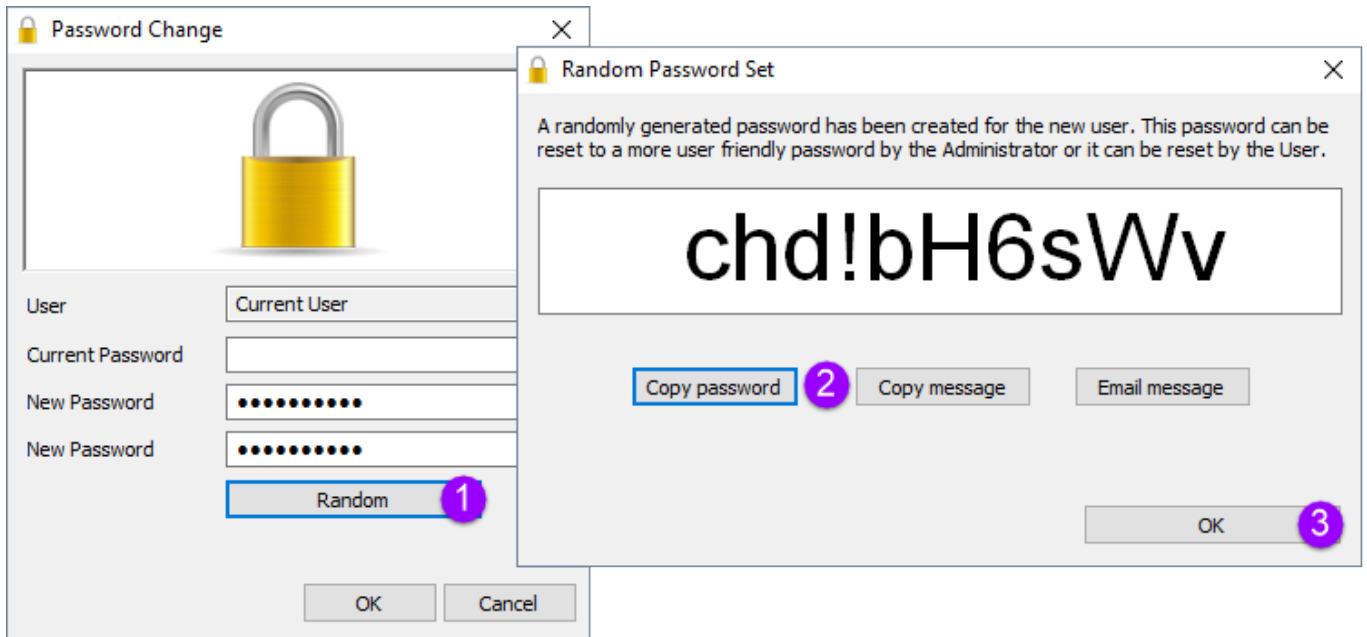 Password Change
User
Current User
Current Password
New Password
••••••••••
New Password
••••••••••
Random
1
OK
Cancel
Random Password Set
A randomly generated password has been created for the new user. This password can be
reset to a more user friendly password by the Administrator or it can be reset by the User.
chd!bH6sWv
Copy password
2
Copy message
Email message
OK
3